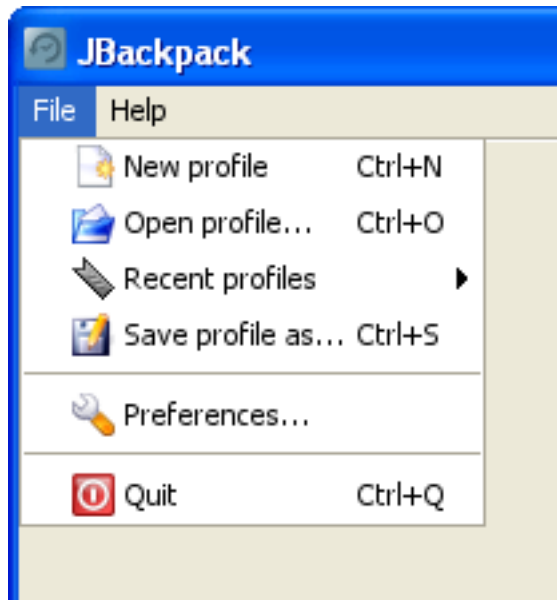 JBackpack
File Help
New profile Ctrl+N
Open profile... Ctrl+O
Recent profiles
Save profile as... Ctrl+S
Preferences...
Quit Ctrl+Q